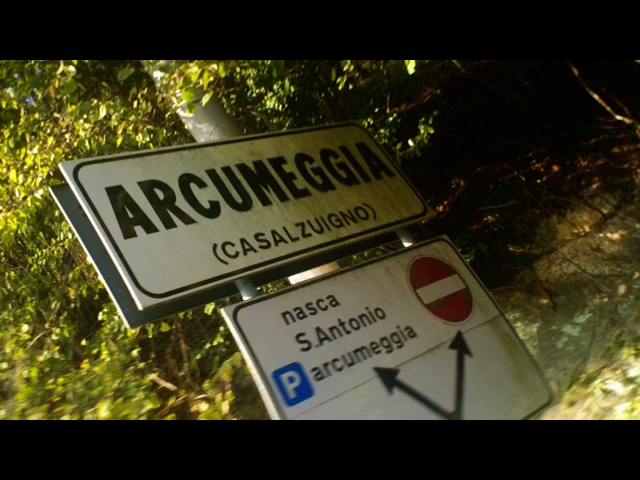 ARCUMEGGIA
(CASALZUIGNO)
nasca
S.Antonio
P arcumeggia